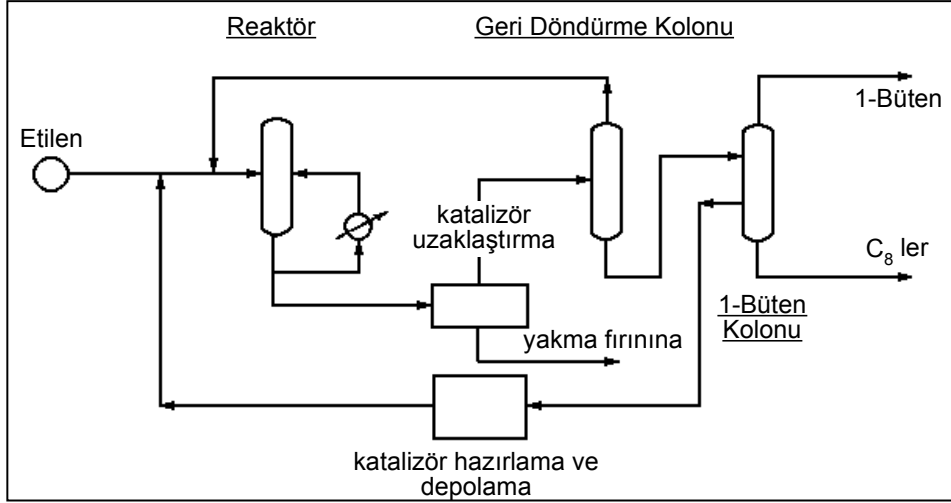 Reaktör
Geri Döndürme Kolonu
1-Büten
Etilen
katalizör
uzaklaştırma
C₈ ler
1-Büten
Kolonu
yakma fırınına
katalizör hazırlama ve
depolama